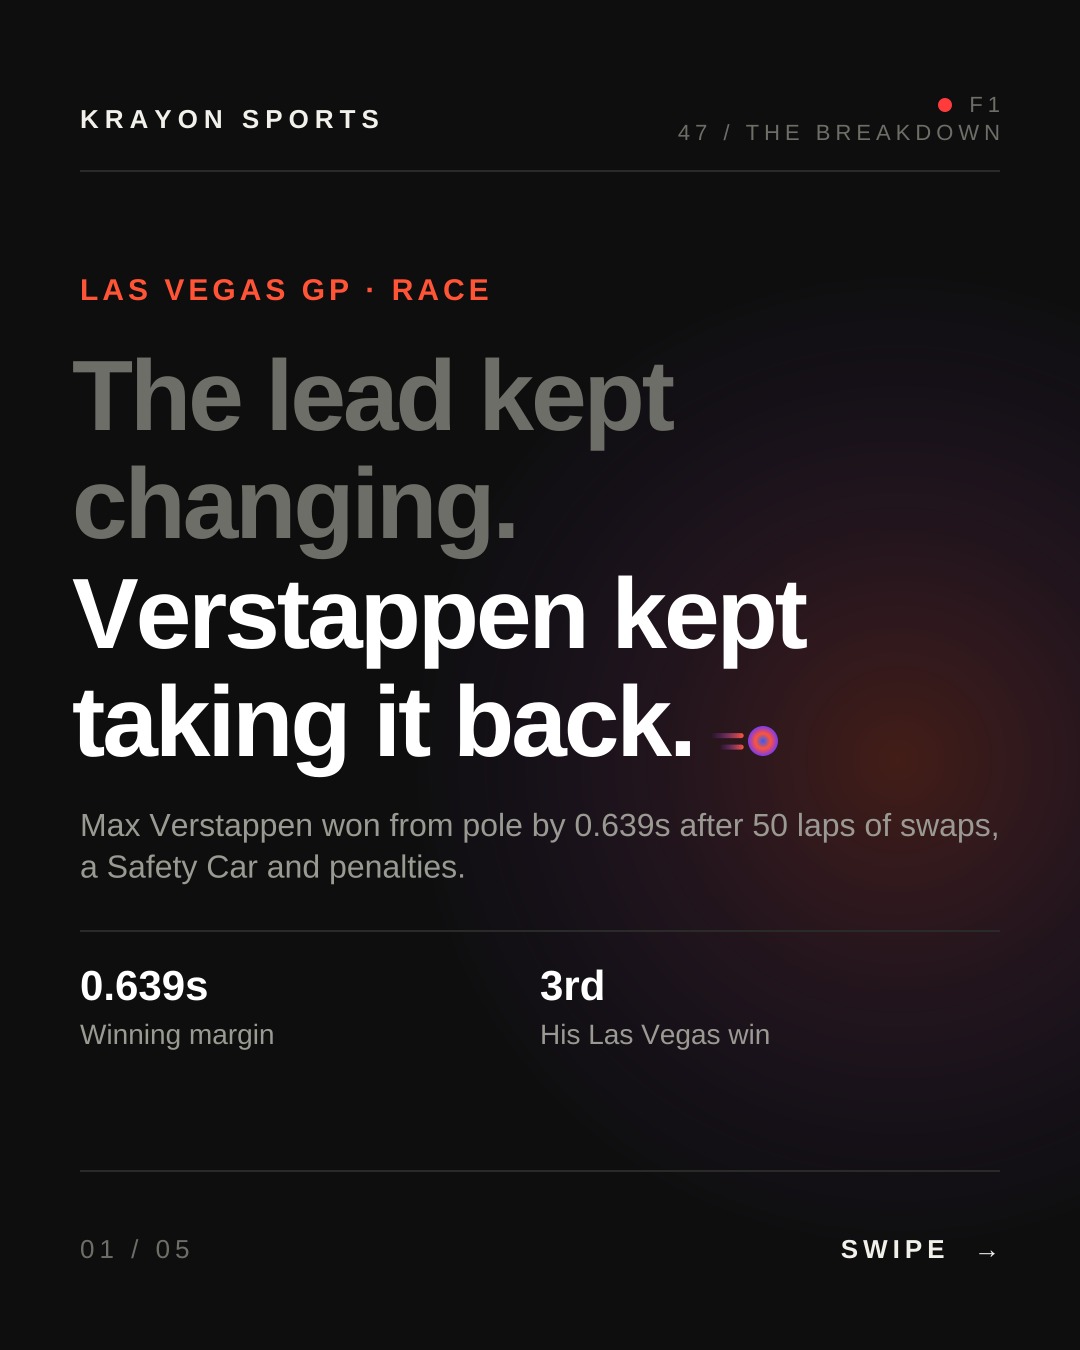 KRAYON SPORTS
F1
47 / THE BREAKDOWN
LAS VEGAS GP · RACE
The lead kept
changing.
Verstappen kept
taking it back.
Max Verstappen won from pole by 0.639s after 50 laps of swaps,
a Safety Car and penalties.
0.639s
Winning margin
3rd
His Las Vegas win
01 / 05
SWIPE →